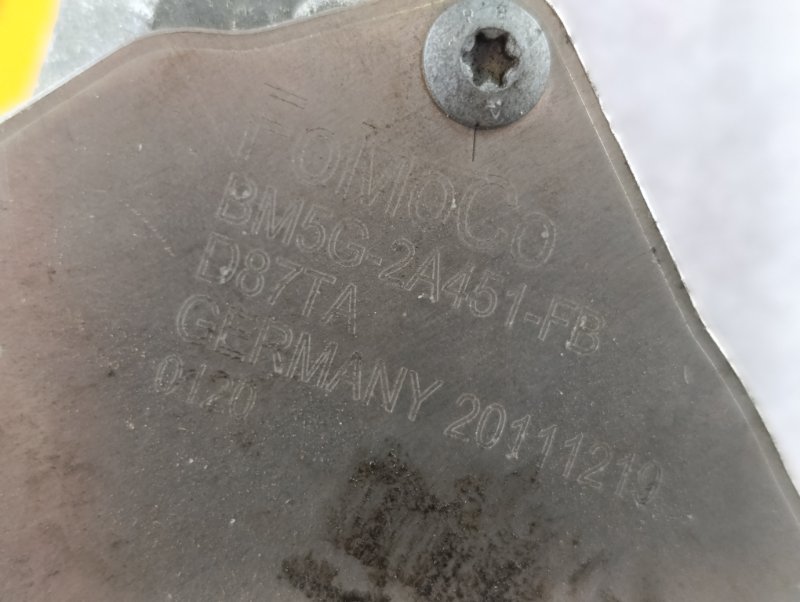 FOMoCo
BM5G-2A451-FB
D87TA
GERMANY 20111219
0120